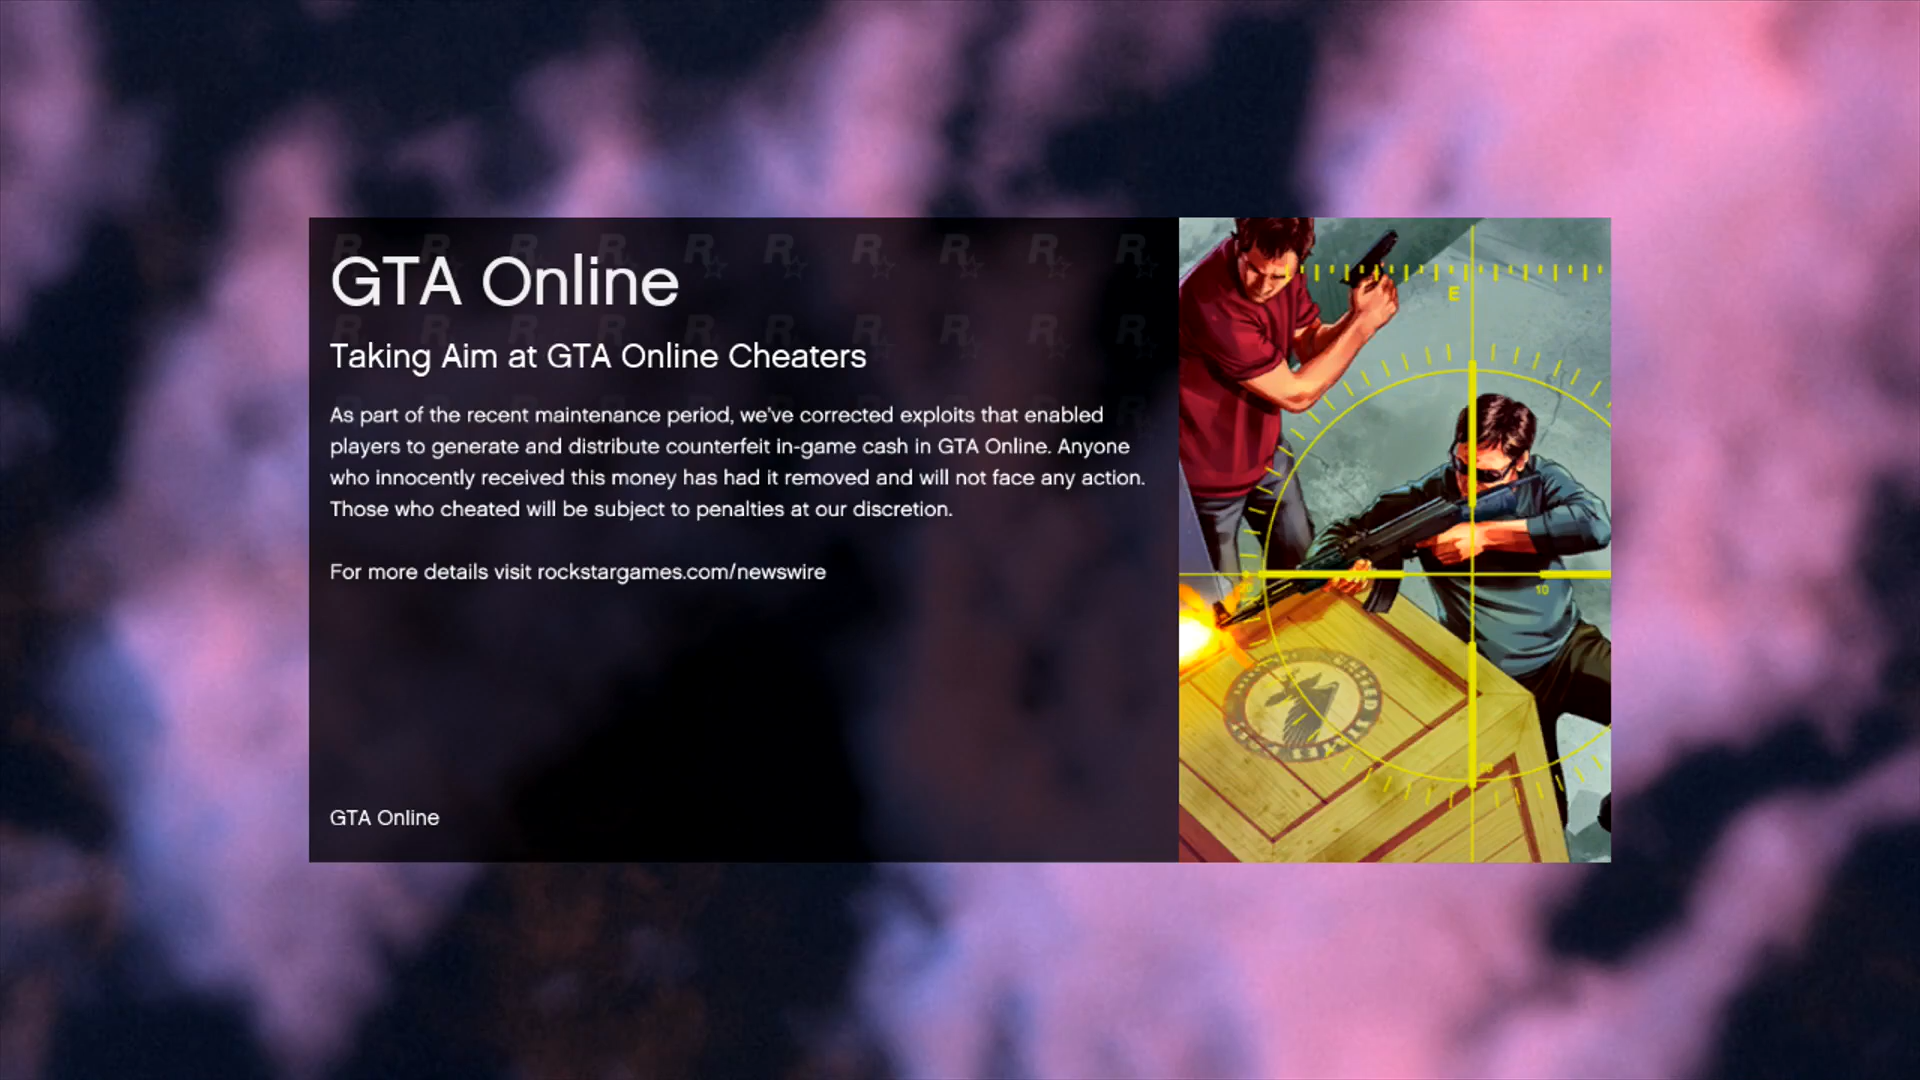 GTA Online
Taking Aim at GTA Online Cheaters
As part of the recent maintenance period, we've corrected exploits that enabled
players to generate and distribute counterfeit in-game cash in GTA Online. Anyone
who innocently received this money has had it removed and will not face any action.
Those who cheated will be subject to penalties at our discretion.
For more details visit rockstargames.com/newswire
GTA Online
E
10